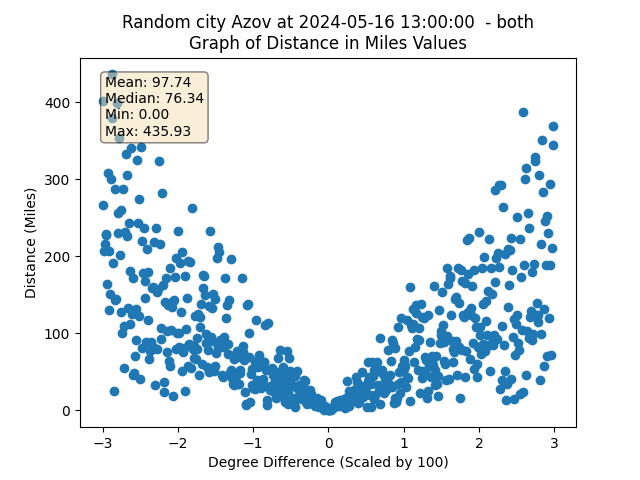 Random city Azov at 2024-05-16 13:00:00 - both
Graph of Distance in Miles Values
Mean: 97.74
Median: 76.34
Min: 0.00
Max: 435.93
Distance (Miles)
400
300
200
100
0
−3 −2 −1 0 1 2 3
Degree Difference (Scaled by 100)